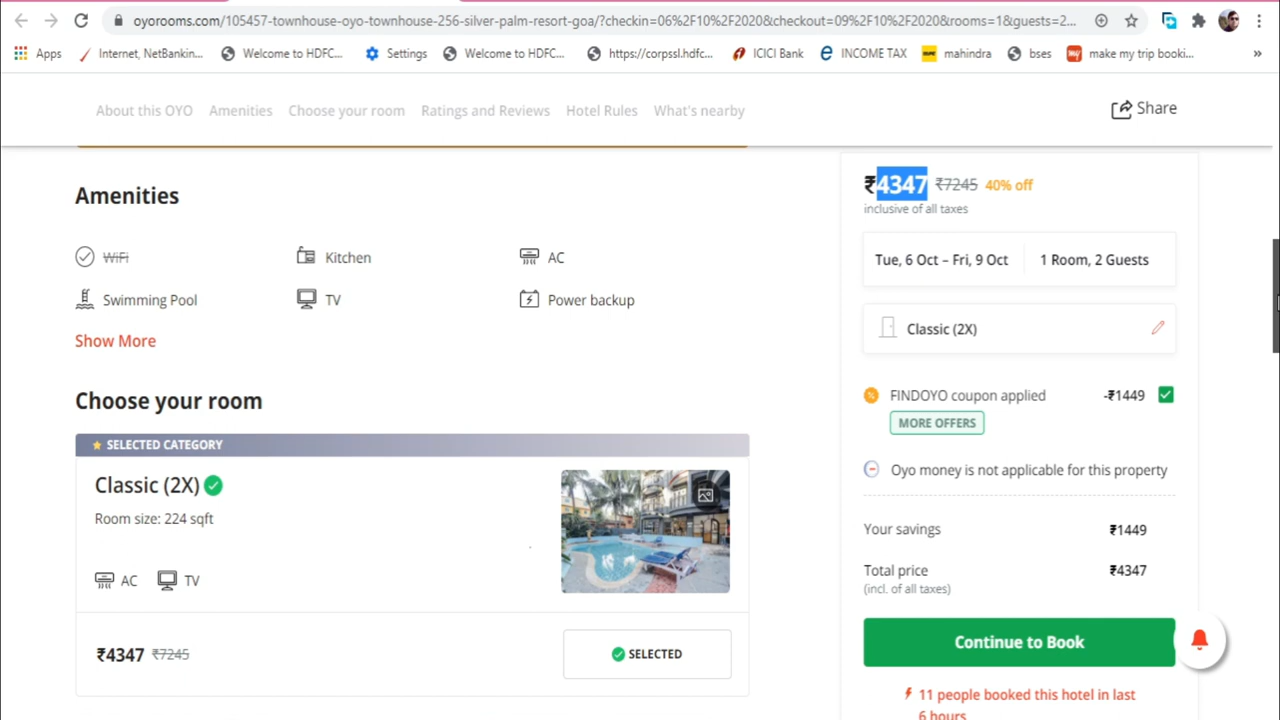 oyorooms.com/105457-townhouse-oyo-townhouse-256-silver-palm-resort-goa/?checkin=06%2F10%2F2020&checkout=09%2F10%2F2020&rooms=1&guests=2...
Apps Internet, NetBankin... Welcome to HDFC... Settings Welcome to HDFC... https://corpssl.hdfc... ICICI Bank INCOME TAX mahindra bses make my trip booki... »
About this OYO Amenities Choose your room Ratings and Reviews Hotel Rules What's nearby Share
Amenities
WiFi Kitchen AC
Swimming Pool TV Power backup
Show More
Choose your room
SELECTED CATEGORY
Classic (2X)
Room size: 224 sqft
AC TV
₹4347 ₹7245
SELECTED
₹4347 ₹7245 40% off
inclusive of all taxes
Tue, 6 Oct – Fri, 9 Oct 1 Room, 2 Guests
Classic (2X)
FINDOYO coupon applied -₹1449
MORE OFFERS
Oyo money is not applicable for this property
Your savings ₹1449
Total price ₹4347
(incl. of all taxes)
Continue to Book
11 people booked this hotel in last
6 hours